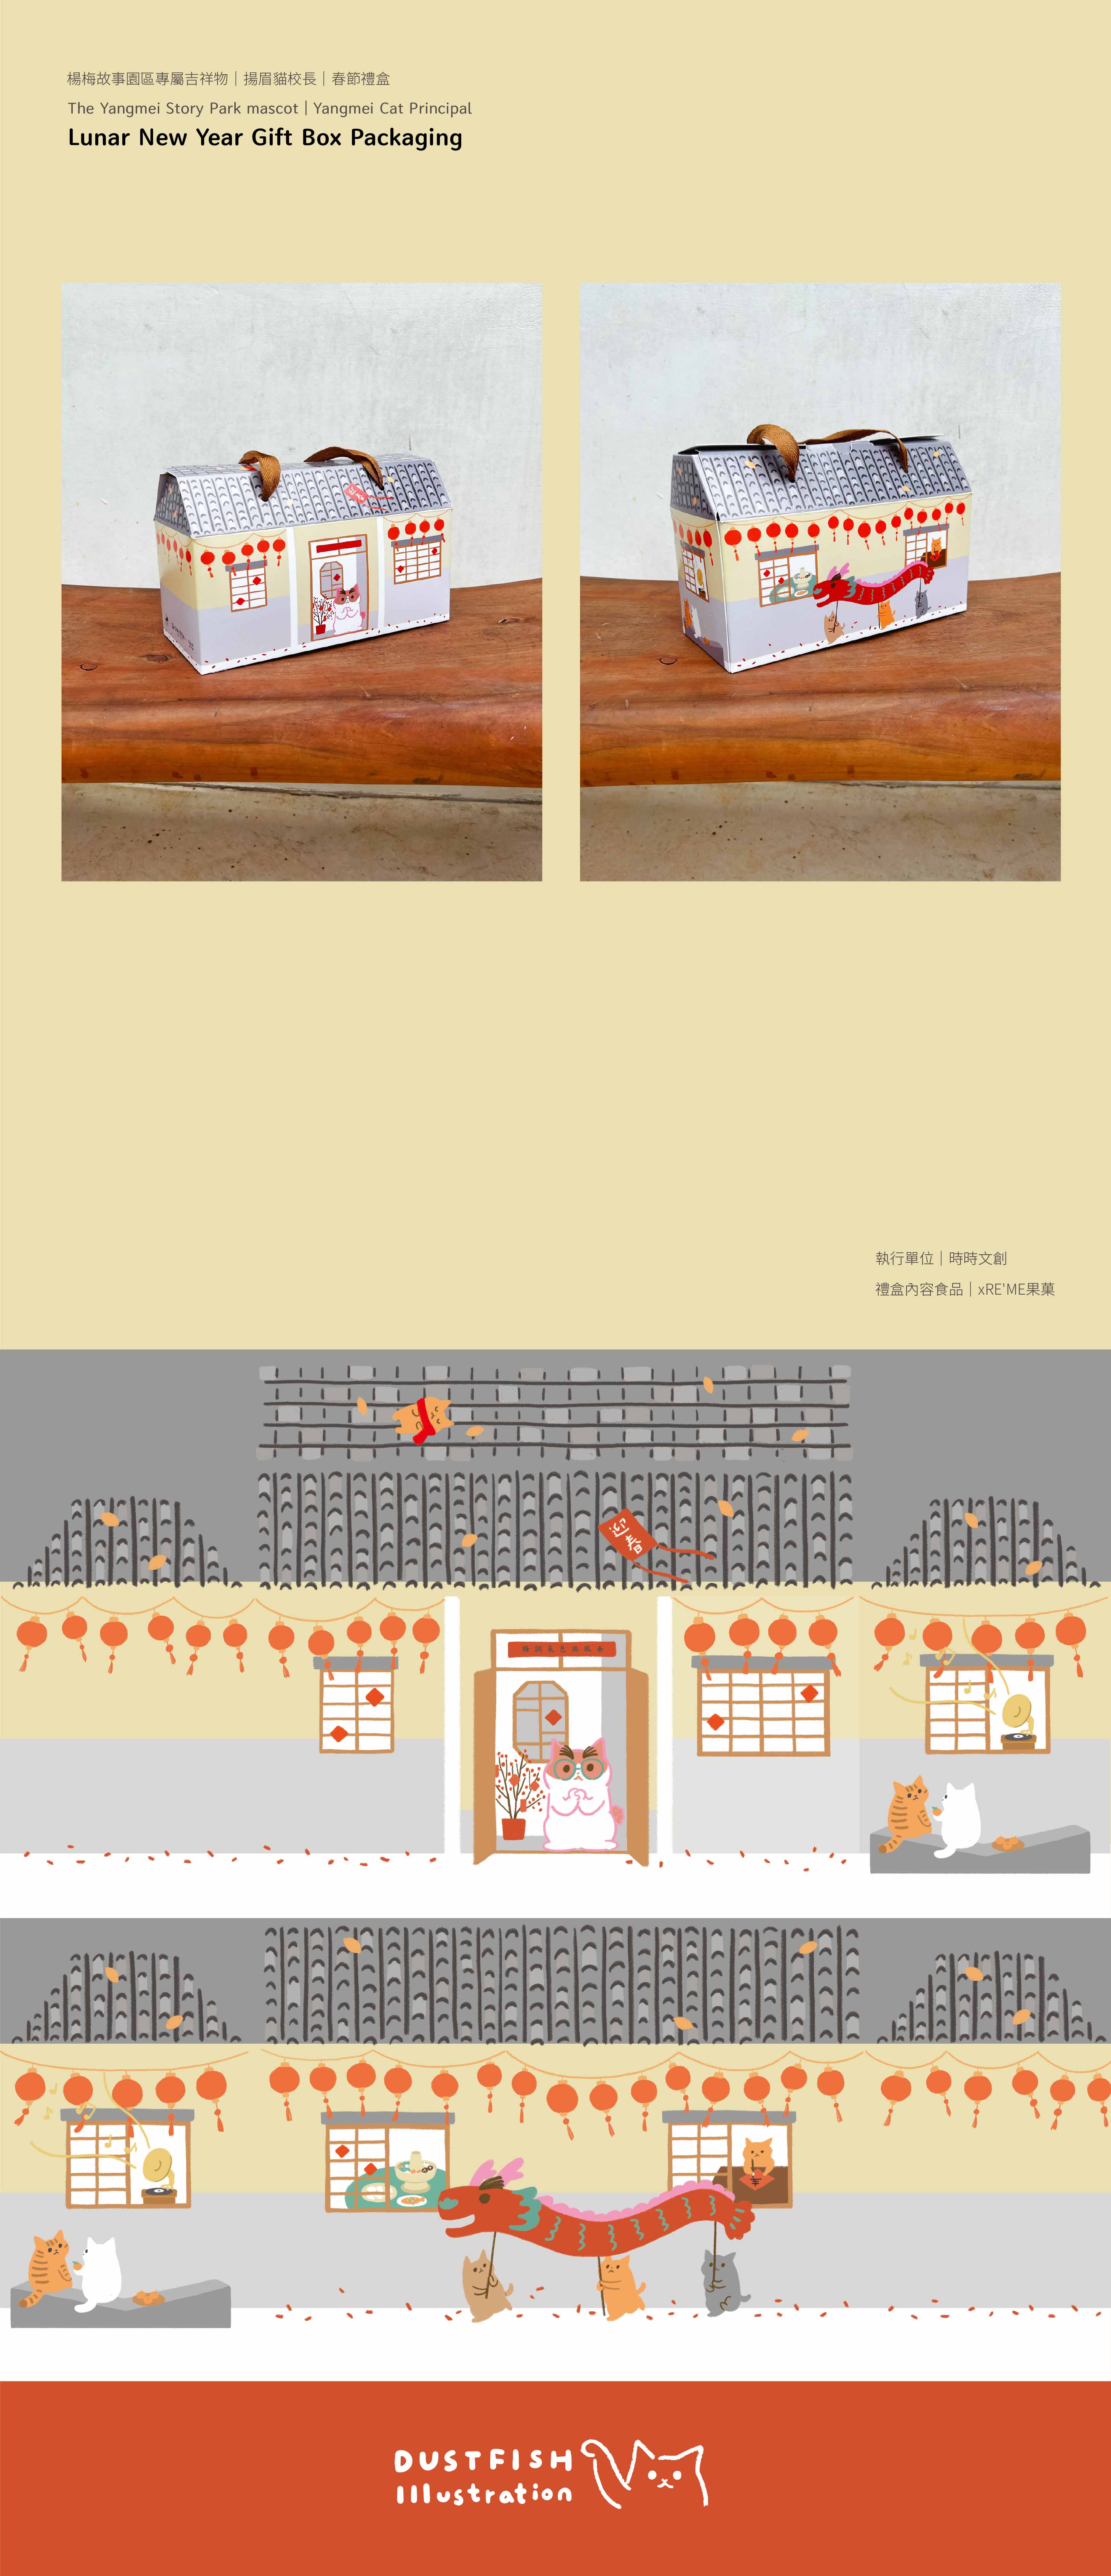 楊梅故事園區專屬吉祥物｜揚眉貓校長｜春節禮盒
The Yangmei Story Park mascot | Yangmei Cat Principal
Lunar New Year Gift Box Packaging
執行單位｜時時文創
禮盒內容食品｜xRE'ME果菓
迎春
DUSTFISH
Illustration